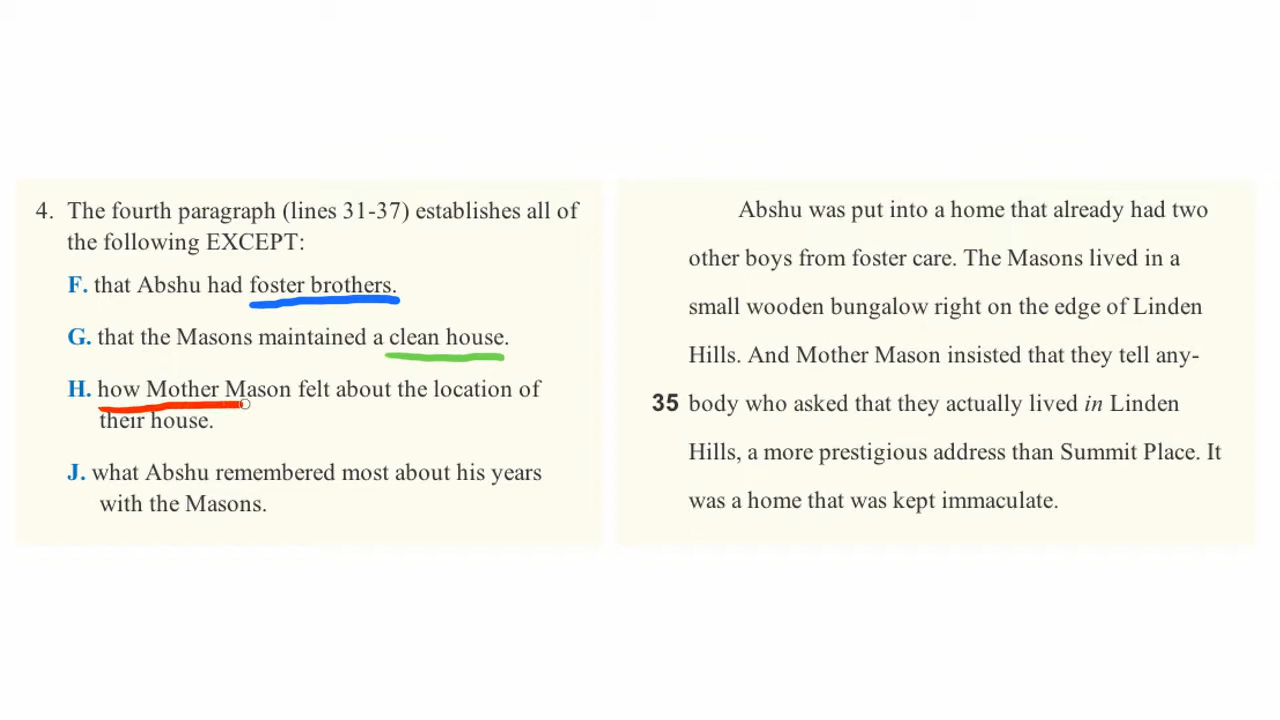 4. The fourth paragraph (lines 31-37) establishes all of
the following EXCEPT:
F. that Abshu had foster brothers.
G. that the Masons maintained a clean house.
H. how Mother Mason felt about the location of
their house.
J. what Abshu remembered most about his years
with the Masons.
Abshu was put into a home that already had two
other boys from foster care. The Masons lived in a
small wooden bungalow right on the edge of Linden
Hills. And Mother Mason insisted that they tell any-
35 body who asked that they actually lived in Linden
Hills, a more prestigious address than Summit Place. It
was a home that was kept immaculate.